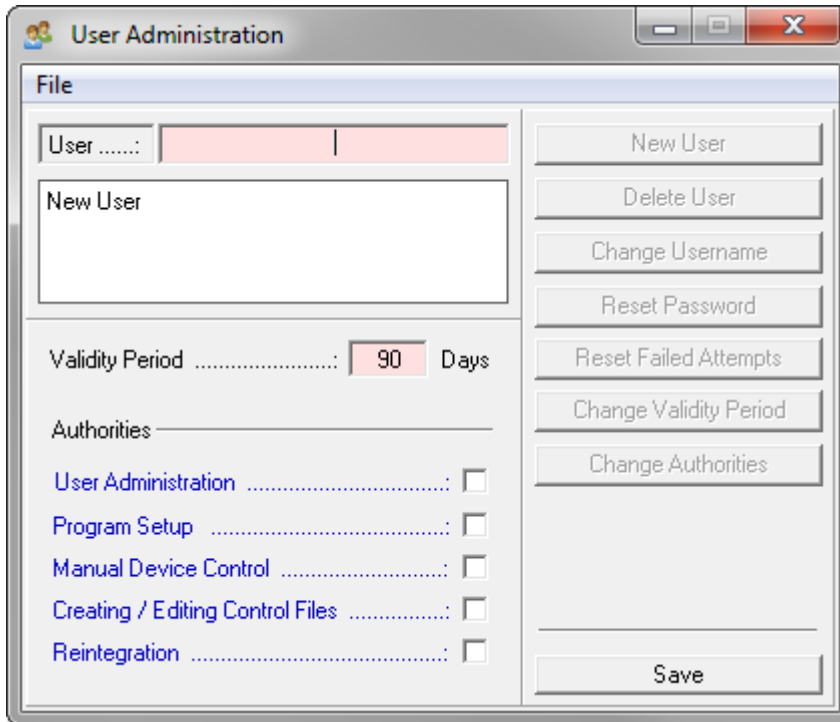 User Administration
File
User ......:
New User
Validity Period .......................: 90 Days
Authorities
User Administration .................................:
Program Setup .......................................:
Manual Device Control ...........................:
Creating / Editing Control Files ................:
Reintegration ..........................................:
New User
Delete User
Change Username
Reset Password
Reset Failed Attempts
Change Validity Period
Change Authorities
Save